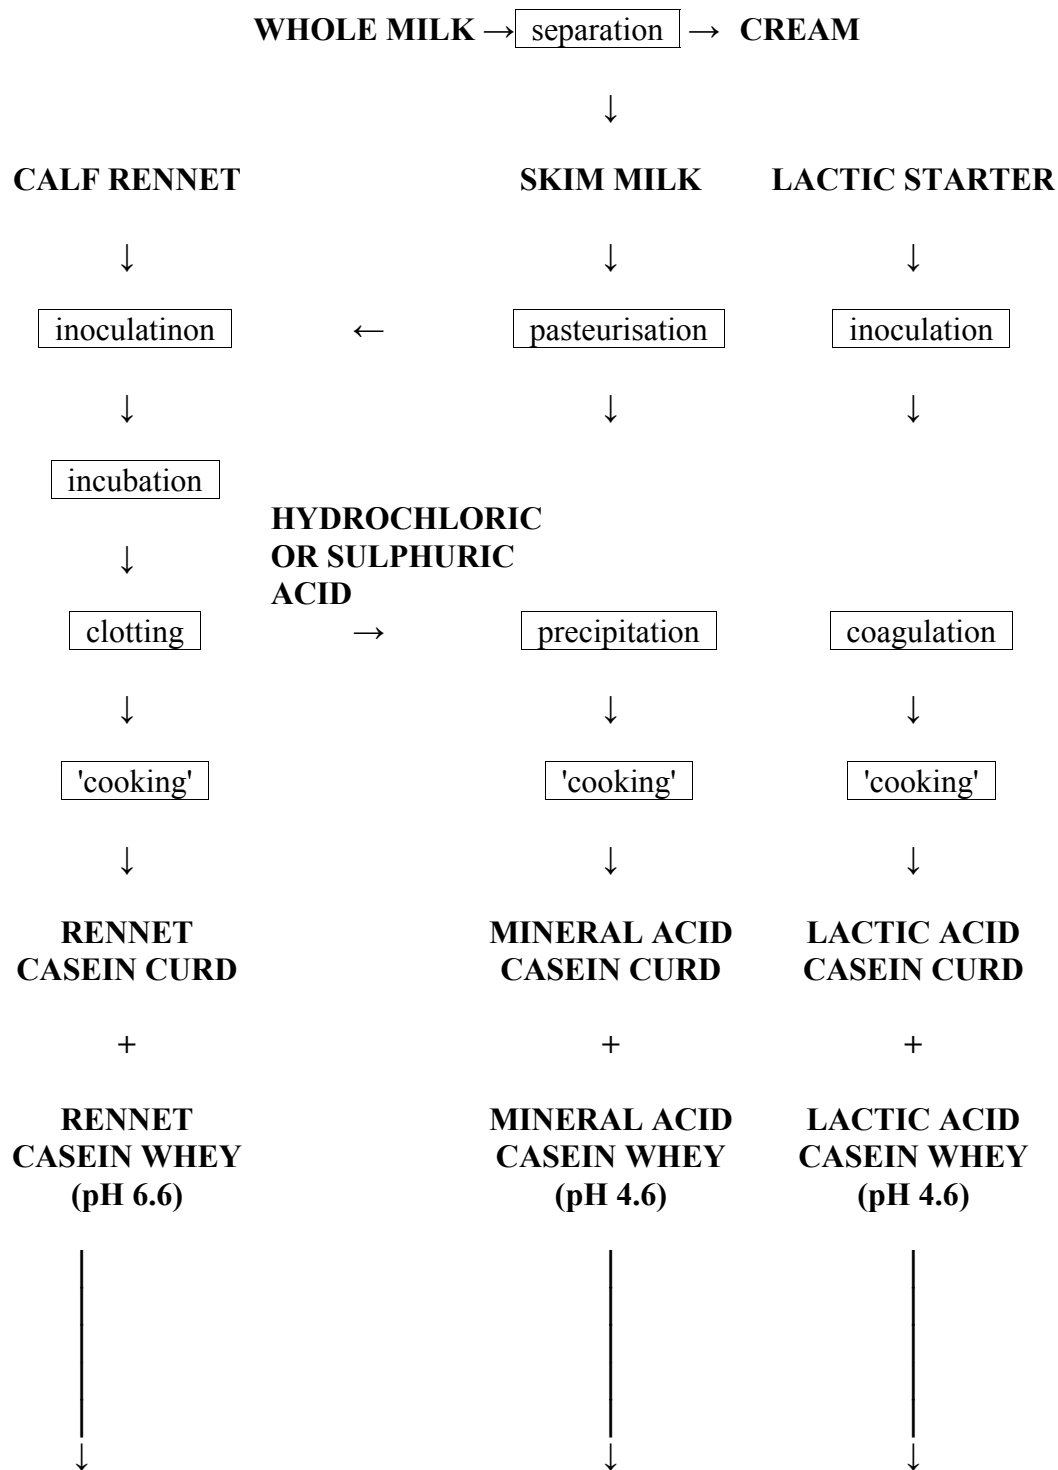 WHOLE MILK → separation → CREAM
↓
CALF RENNET SKIM MILK LACTIC STARTER
↓ ↓ ↓
inoculatinon ← pasteurisation inoculation
↓ ↓ ↓
incubation
HYDROCHLORIC
OR SULPHURIC
ACID
↓
clotting → precipitation coagulation
↓ ↓ ↓
'cooking' 'cooking' 'cooking'
↓ ↓ ↓
RENNET MINERAL ACID LACTIC ACID
CASEIN CURD CASEIN CURD CASEIN CURD
+ + +
RENNET MINERAL ACID LACTIC ACID
CASEIN WHEY CASEIN WHEY CASEIN WHEY
(pH 6.6) (pH 4.6) (pH 4.6)
↓ ↓ ↓